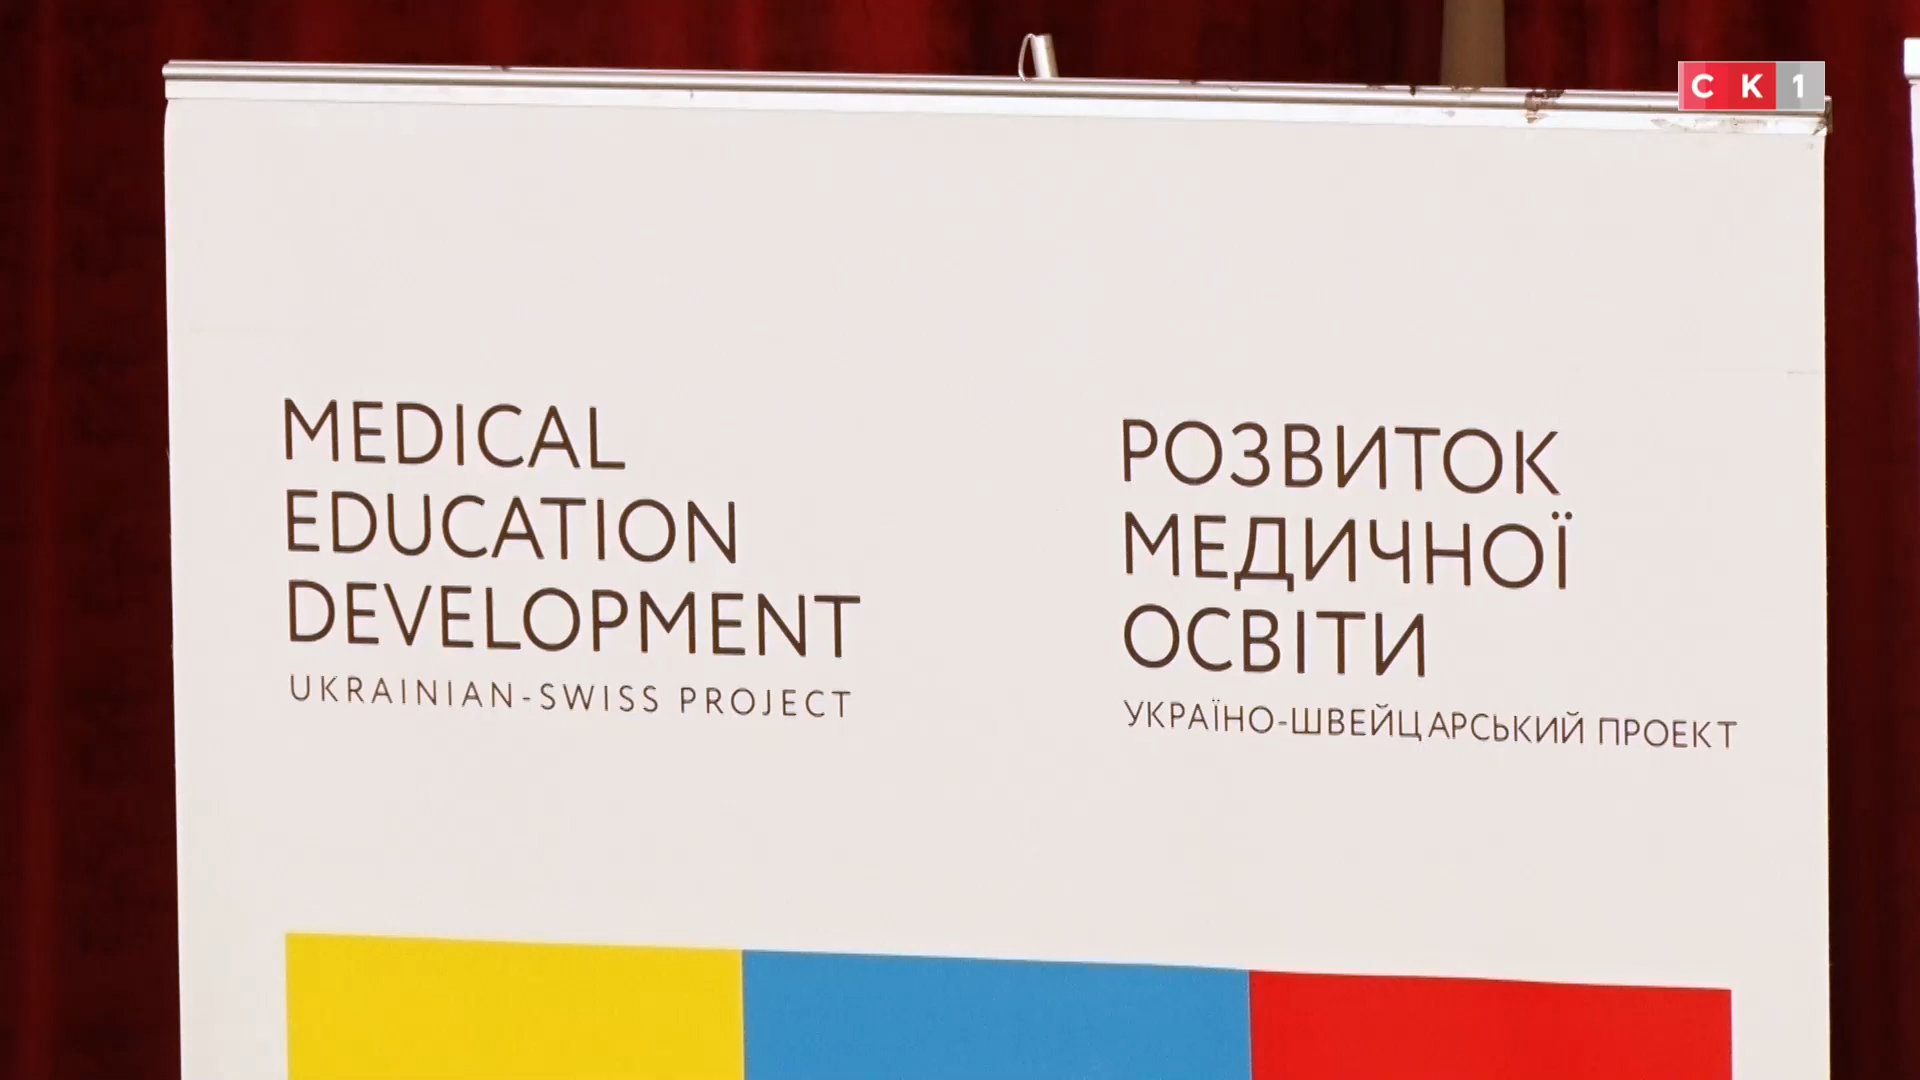 СК1
MEDICAL
EDUCATION
DEVELOPMENT
UKRAINIAN-SWISS PROJECT
РОЗВИТОК
МЕДИЧНОЇ
ОСВІТИ
УКРАЇНО-ШВЕЙЦАРСЬКИЙ ПРОЕКТ